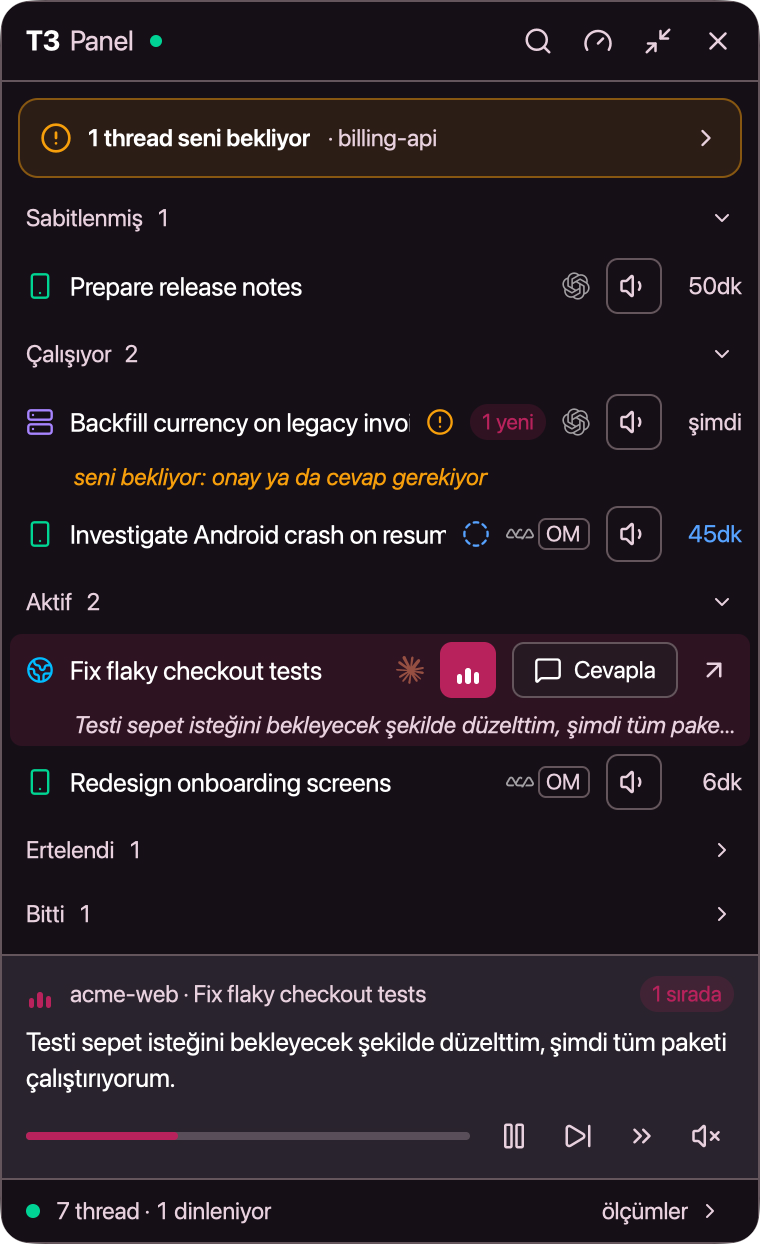 T3 Panel
1 thread seni bekliyor · billing-api
Sabitlenmiş 1
Prepare release notes 50dk
Çalışıyor 2
Backfill currency on legacy invoi 1 yeni şimdi
seni bekliyor: onay ya da cevap gerekiyor
Investigate Android crash on resum OM 45dk
Aktif 2
Fix flaky checkout tests Cevapla
Testi sepet isteğini bekleyecek şekilde düzelttim, şimdi tüm pake...
Redesign onboarding screens OM 6dk
Ertelendi 1
Bitti 1
acme-web · Fix flaky checkout tests 1 sırada
Testi sepet isteğini bekleyecek şekilde düzelttim, şimdi tüm paketi
çalıştırıyorum.
7 thread · 1 dinleniyor ölçümler